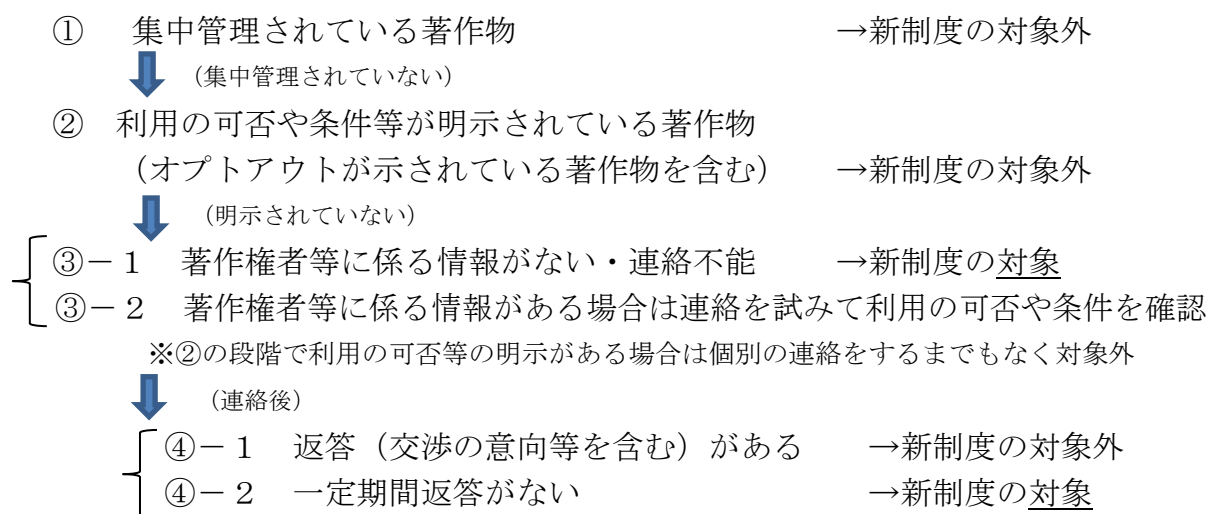 ① 集中管理されている著作物 →新制度の対象外
（集中管理されていない）
② 利用の可否や条件等が明示されている著作物
（オプトアウトが示されている著作物を含む） →新制度の対象外
（明示されていない）
③－１ 著作権者等に係る情報がない・連絡不能 →新制度の対象
③－２ 著作権者等に係る情報がある場合は連絡を試みて利用の可否や条件を確認
※②の段階で利用の可否等の明示がある場合は個別の連絡をするまでもなく対象外
（連絡後）
④－１ 返答（交渉の意向等を含む）がある →新制度の対象外
④－２ 一定期間返答がない →新制度の対象